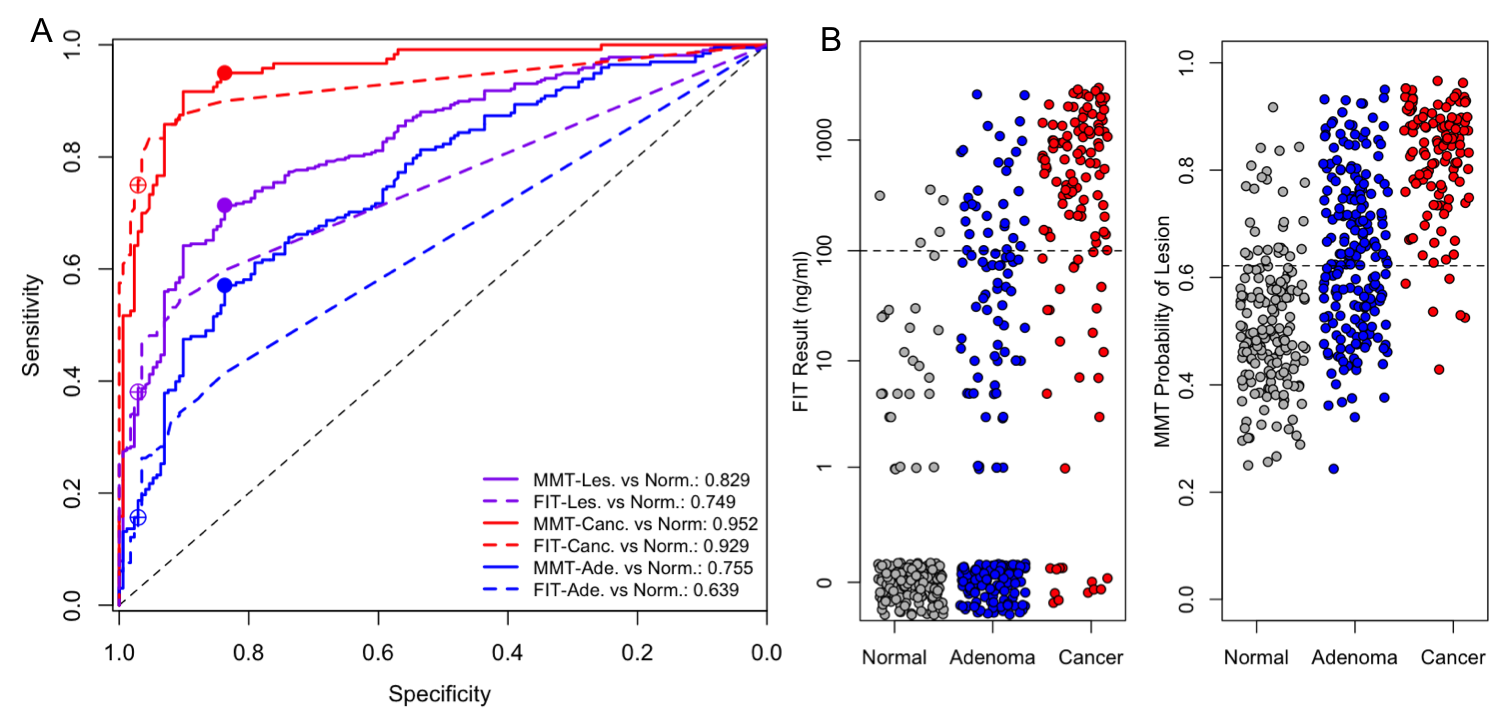 A
Sensitivity
1.0
0.8
0.6
0.4
0.2
0.0
MMT-Les. vs Norm.: 0.829
FIT-Les. vs Norm.: 0.749
MMT-Canc. vs Norm: 0.952
FIT-Canc. vs Norm.: 0.929
MMT-Ade. vs Norm.: 0.755
FIT-Ade. vs Norm.: 0.639
1.0 0.8 0.6 0.4 0.2 0.0
Specificity
B
FIT Result (ng/ml)
1000
100
10
1
0
Normal Adenoma Cancer
MMT Probability of Lesion
1.0
0.8
0.6
0.4
0.2
0.0
Normal Adenoma Cancer